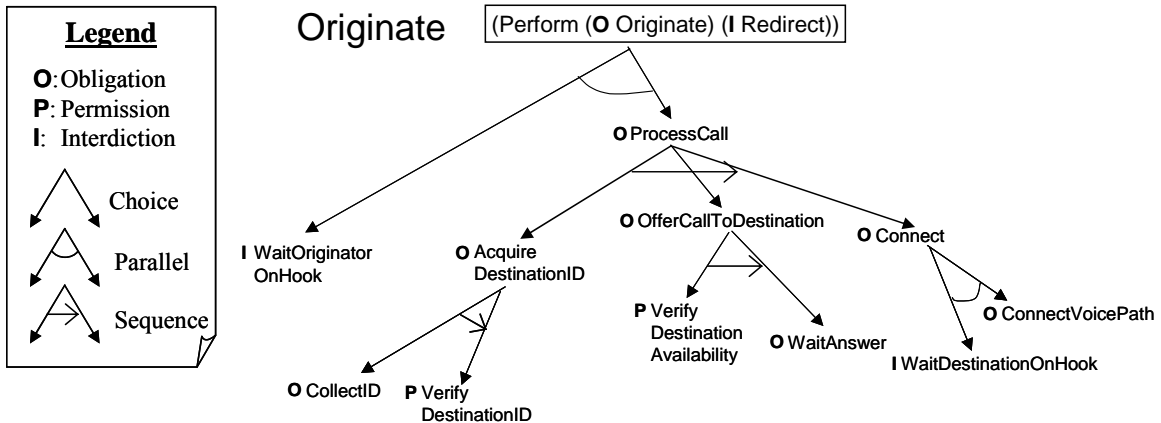 Legend
O: Obligation
P: Permission
I: Interdiction
Choice
Parallel
Sequence
Originate
(Perform (O Originate) (I Redirect))
O ProcessCall
I WaitOriginator
OnHook
O Acquire
DestinationID
O OfferCallToDestination
O Connect
O CollectID
P Verify
DestinationID
P Verify
Destination
Availability
O WaitAnswer
O ConnectVoicePath
I WaitDestinationOnHook